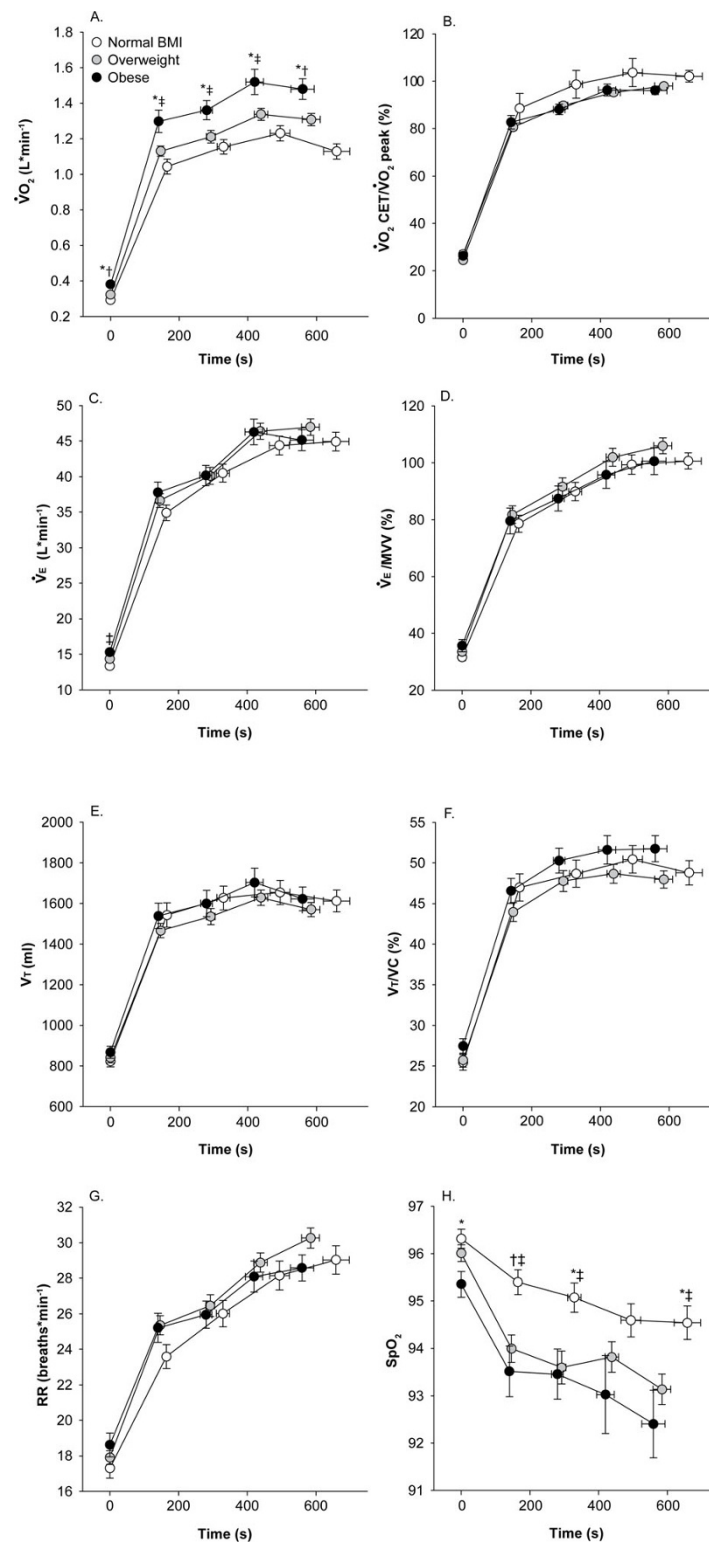 A.
Normal BMI
Overweight
Obese
V̇O₂ (L*min⁻¹)
1.8
1.6
1.4
1.2
1.0
0.8
0.6
0.4
0.2
*†
*‡
*‡
*‡
*†
0 200 400 600
Time (s)
B.
V̇O₂ CET/V̇O₂ peak (%)
120
100
80
60
40
20
0
0 200 400 600
Time (s)
C.
V̇E (L*min⁻¹)
50
45
40
35
30
25
20
15
10
‡
0 200 400 600
Time (s)
D.
V̇E/MVV (%)
120
100
80
60
40
20
0 200 400 600
Time (s)
E.
VT (ml)
2000
1800
1600
1400
1200
1000
800
600
0 200 400 600
Time (s)
F.
VT/VC (%)
60
55
50
45
40
35
30
25
20
0 200 400 600
Time (s)
G.
RR (breaths*min⁻¹)
32
30
28
26
24
22
20
18
16
0 200 400 600
Time (s)
H.
SpO₂
97
96
95
94
93
92
91
*
†‡
*‡
*‡
0 200 400 600
Time (s)